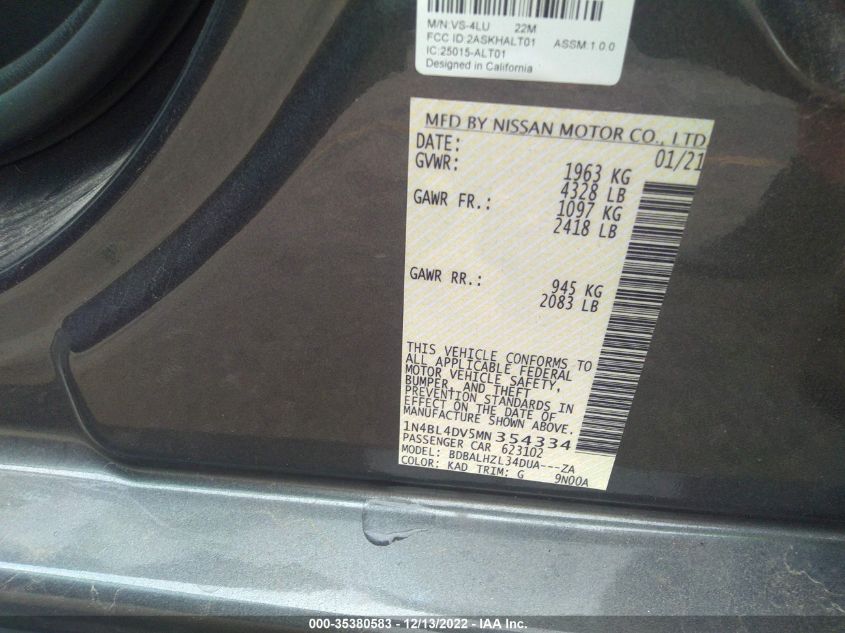 M/N:VS-4LU 22M
FCC ID:2ASKHALT01 ASSM:1.0.0
IC:25015-ALT01
Designed in California
MFD BY NISSAN MOTOR CO., LTD
DATE: 01/21
GVWR: 1963 KG
4328 LB
GAWR FR.: 1097 KG
2418 LB
GAWR RR.: 945 KG
2083 LB
THIS VEHICLE CONFORMS TO
ALL APPLICABLE FEDERAL
MOTOR VEHICLE SAFETY,
BUMPER, AND THEFT
PREVENTION STANDARDS IN
EFFECT ON THE DATE OF
MANUFACTURE SHOWN ABOVE.
1N4BL4DV5MN354334
PASSENGER CAR 623102
MODEL: BDBALHZL34DUA---ZA
COLOR: KAD TRIM: G 9N00A
000-35380583 - 12/13/2022 - IAA Inc.